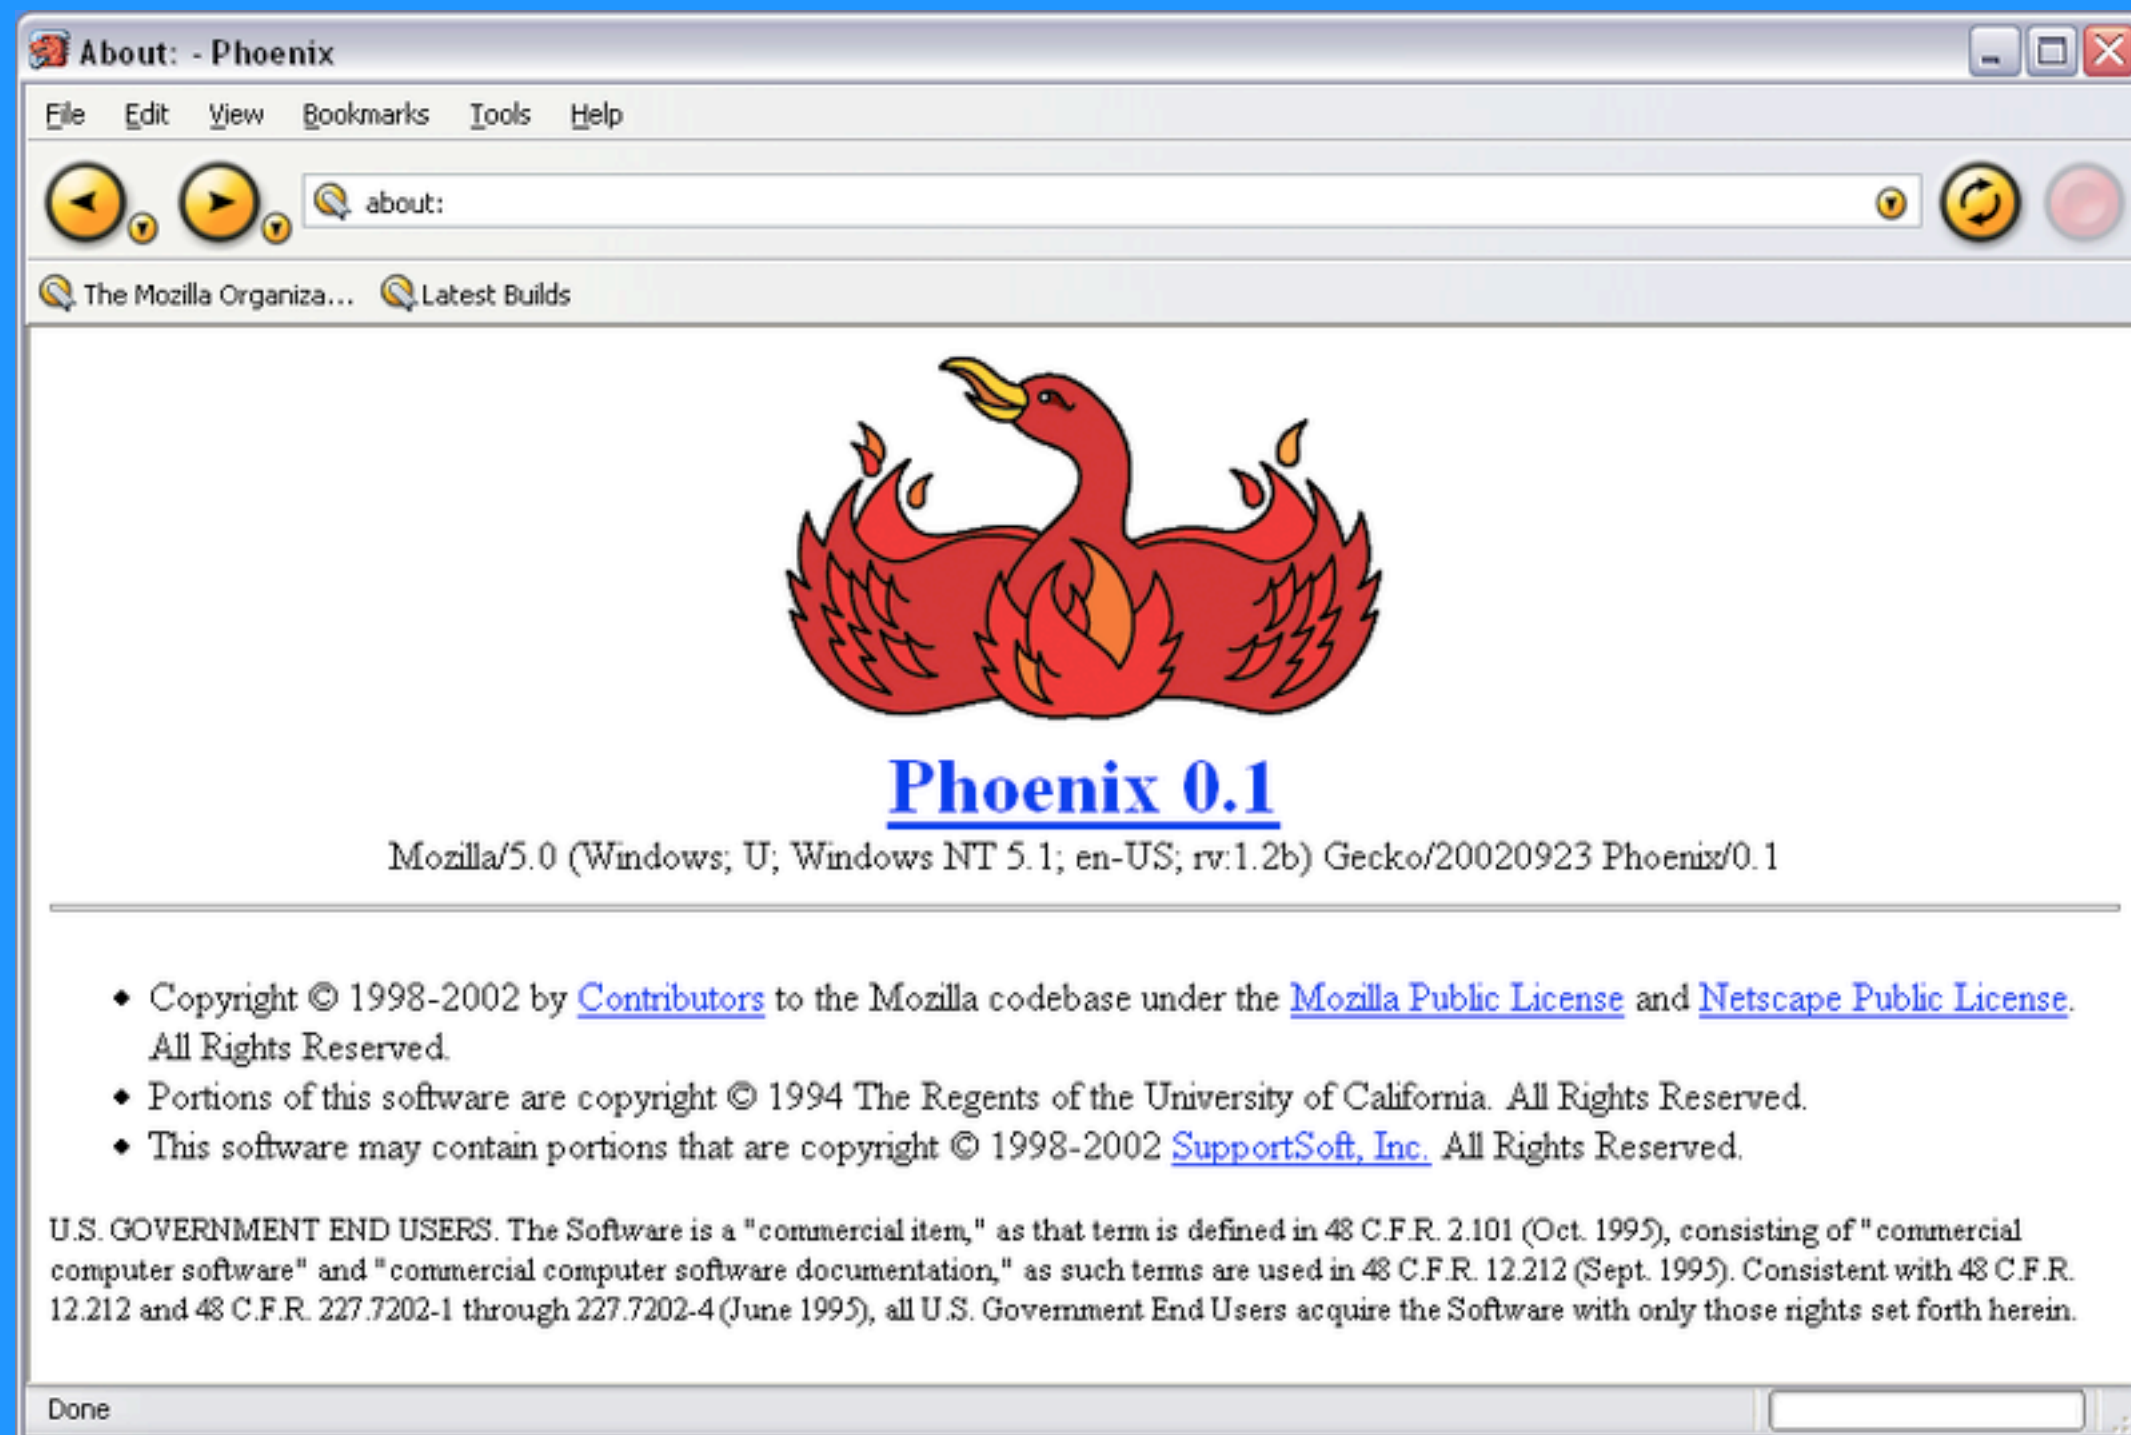 About: - Phoenix
File Edit View Bookmarks Tools Help
about:
The Mozilla Organiza... Latest Builds
Phoenix 0.1
Mozilla/5.0 (Windows; U; Windows NT 5.1; en-US; rv:1.2b) Gecko/20020923 Phoenix/0.1
• Copyright © 1998-2002 by Contributors to the Mozilla codebase under the Mozilla Public License and Netscape Public License.
All Rights Reserved.
• Portions of this software are copyright © 1994 The Regents of the University of California. All Rights Reserved.
• This software may contain portions that are copyright © 1998-2002 SupportSoft, Inc. All Rights Reserved.
U.S. GOVERNMENT END USERS. The Software is a "commercial item," as that term is defined in 48 C.F.R. 2.101 (Oct. 1995), consisting of "commercial
computer software" and "commercial computer software documentation," as such terms are used in 48 C.F.R. 12.212 (Sept. 1995). Consistent with 48 C.F.R.
12.212 and 48 C.F.R. 227.7202-1 through 227.7202-4 (June 1995), all U.S. Government End Users acquire the Software with only those rights set forth herein.
Done